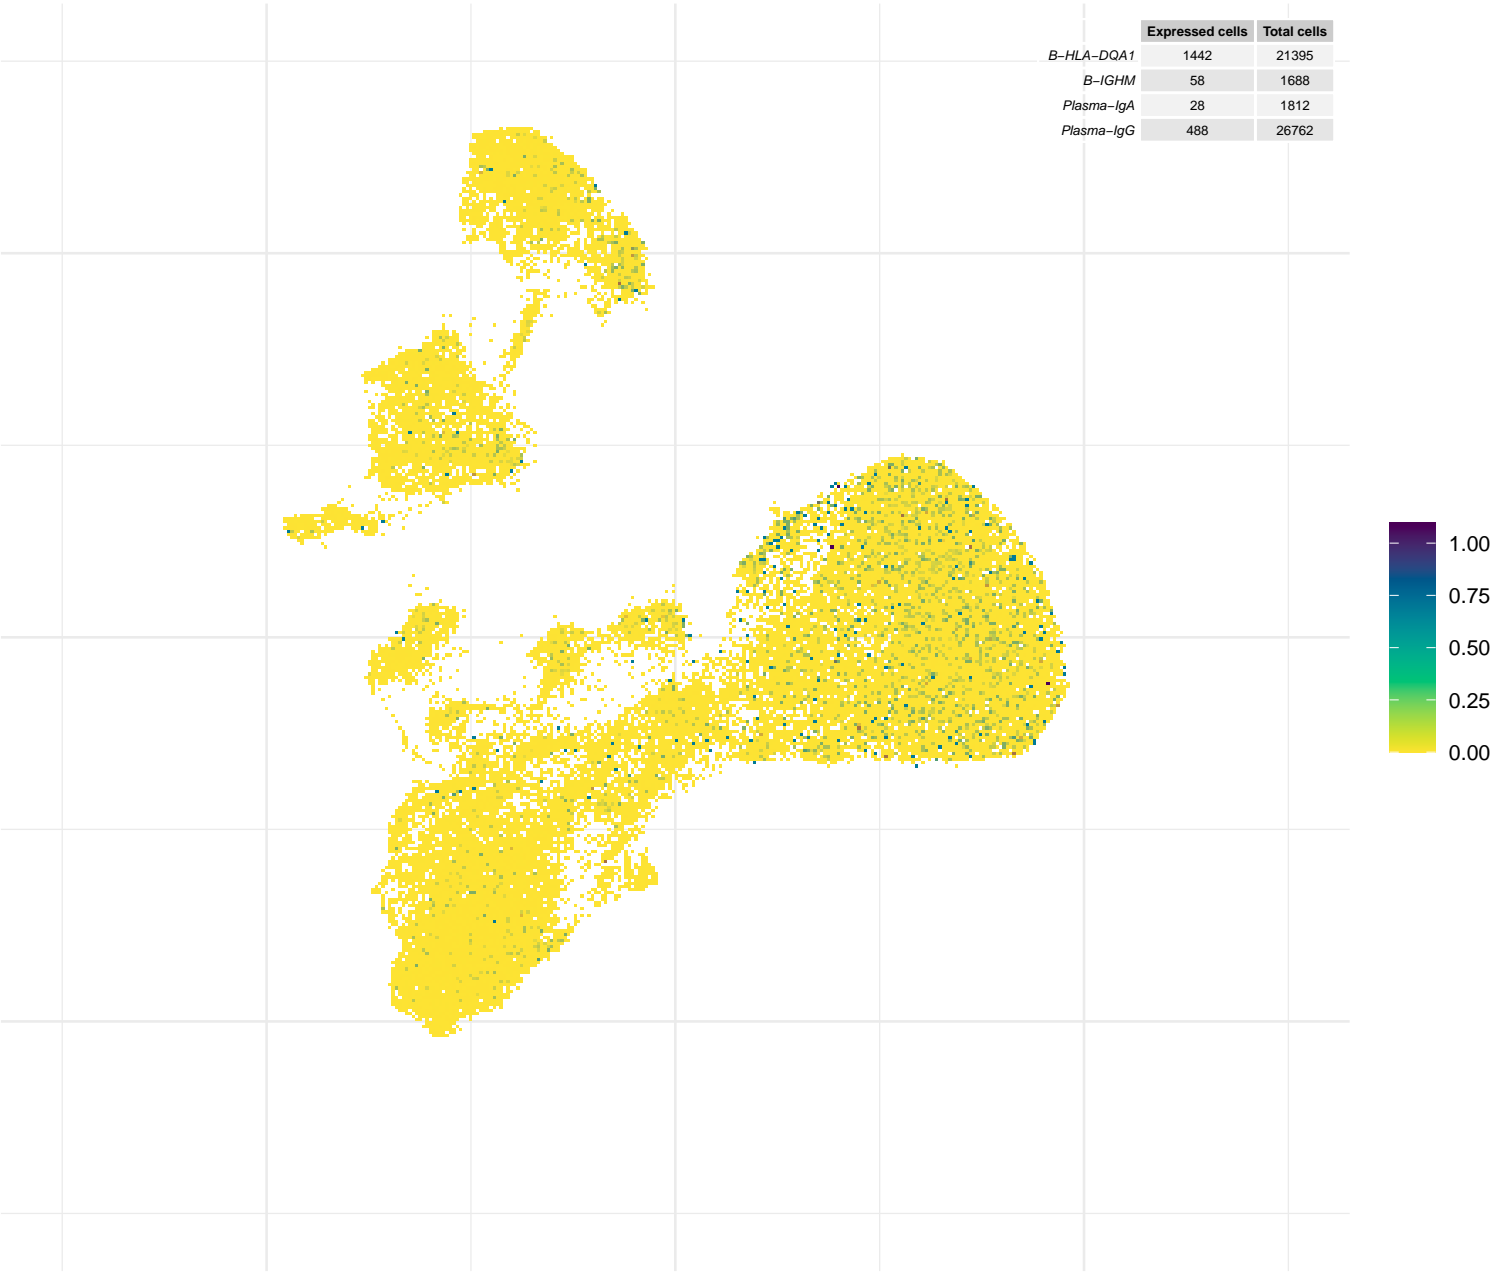 Expressed cells Total cells
B−HLA−DQA1 1442 21395
B−IGHM 58 1688
Plasma−IgA 28 1812
Plasma−IgG 488 26762
1.00
0.75
0.50
0.25
0.00